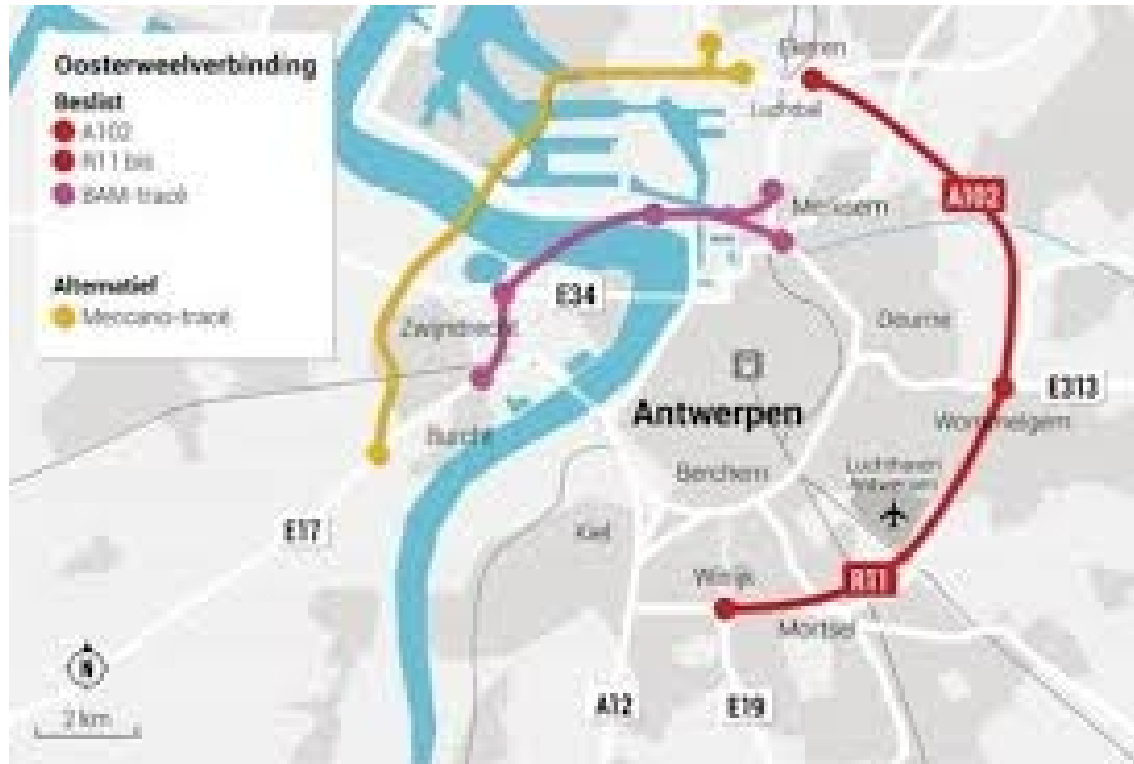 Oosterweelverbinding
Beslist
A102
R11 bis
BAM-tracé
Alternatief
Meccano-tracé
Ekeren
Luchtbal
A102
Merksem
E34
Zwijndrecht
Deurne
E313
Antwerpen
Wommelgem
Burcht
Berchem
Luchthaven
Antwerpen
E17
Kiel
Wilrijk
R11
Mortsel
N
2 km
A12
E19